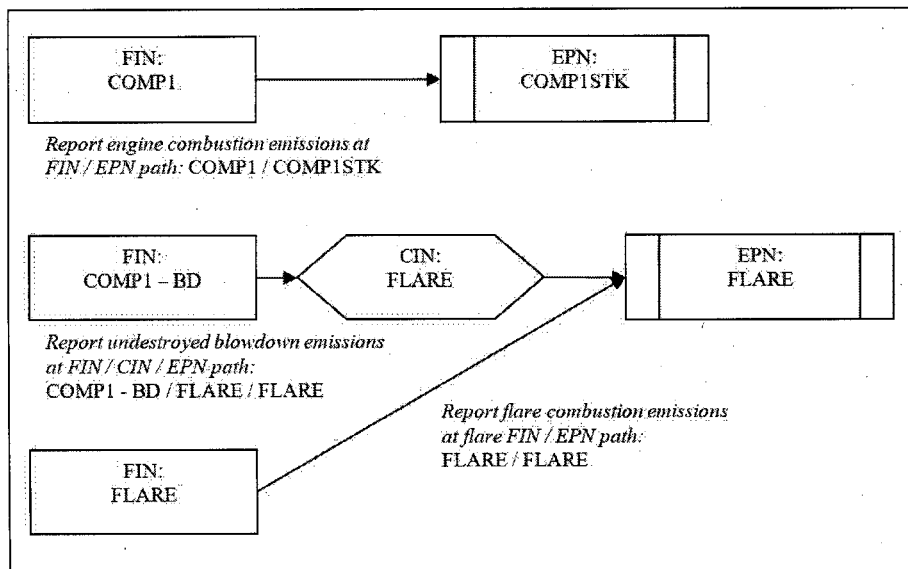 FIN:
COMP1
EPN:
COMP1STK
Report engine combustion emissions at
FIN / EPN path: COMP1 / COMP1STK
FIN:
COMP1 – BD
CIN:
FLARE
EPN:
FLARE
Report undestroyed blowdown emissions
at FIN / CIN / EPN path:
COMP1 - BD / FLARE / FLARE
Report flare combustion emissions
at flare FIN / EPN path:
FLARE / FLARE
FIN:
FLARE